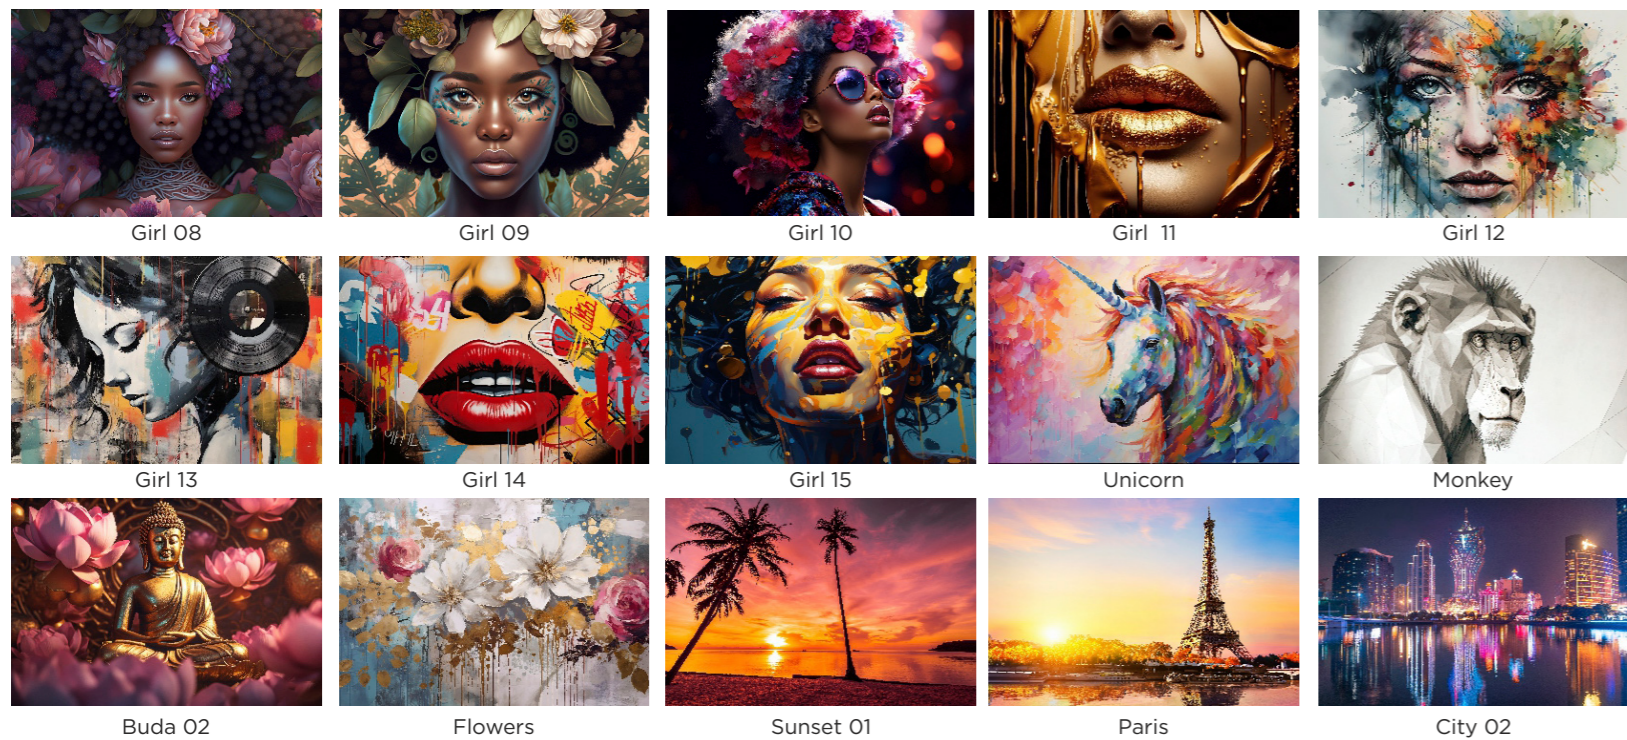 Girl 08
Girl 09
Girl 10
Girl  11
Girl 12
Girl 13
Girl 14
Girl 15
Unicorn
Monkey
Buda 02
Flowers
Sunset 01
Paris
City 02